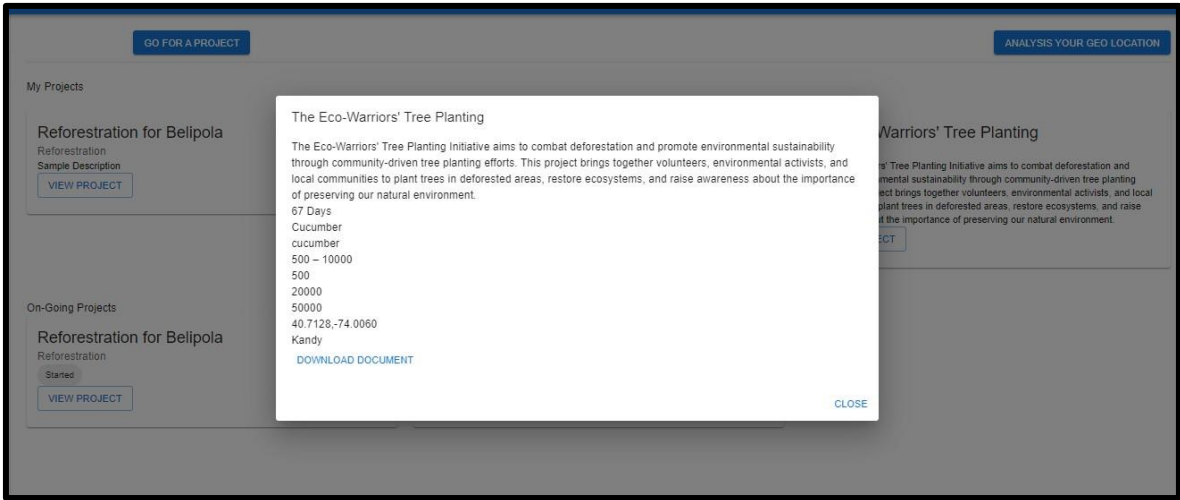 GO FOR A PROJECT
ANALYSIS YOUR GEO LOCATION
My Projects
Reforestration for Belipola
Reforestration
Sample Description
VIEW PROJECT
The Eco-Warriors' Tree Planting
The Eco-Warriors' Tree Planting Initiative aims to combat deforestation and promote environmental sustainability
through community-driven tree planting efforts. This project brings together volunteers, environmental activists, and
local communities to plant trees in deforested areas, restore ecosystems, and raise awareness about the importance
of preserving our natural environment.
67 Days
Cucumber
cucumber
500 – 10000
500
20000
50000
40.7128,-74.0060
Kandy
DOWNLOAD DOCUMENT
CLOSE
Warriors' Tree Planting
rs' Tree Planting Initiative aims to combat deforestation and
nmental sustainability through community-driven tree planting
ect brings together volunteers, environmental activists, and local
plant trees in deforested areas, restore ecosystems, and raise
t the importance of preserving our natural environment.
ECT
On-Going Projects
Reforestration for Belipola
Reforestration
Started
VIEW PROJECT